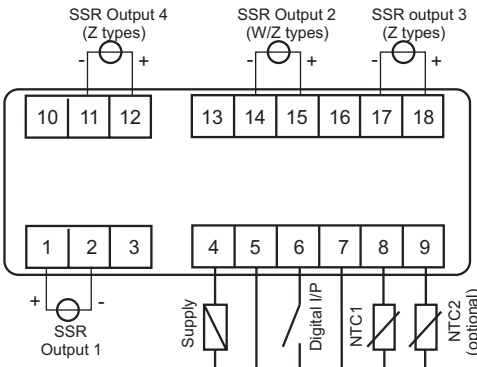 SSR Output 4
(Z types)
SSR Output 2
(W/Z types)
SSR output 3
(Z types)
- +
- +
- +
10 11 12
13 14 15 16 17 18
1 2 3
4 5 6 7 8 9
+ -
SSR
Output 1
Supply
Digital I/P
NTC1
NTC2
(optional)